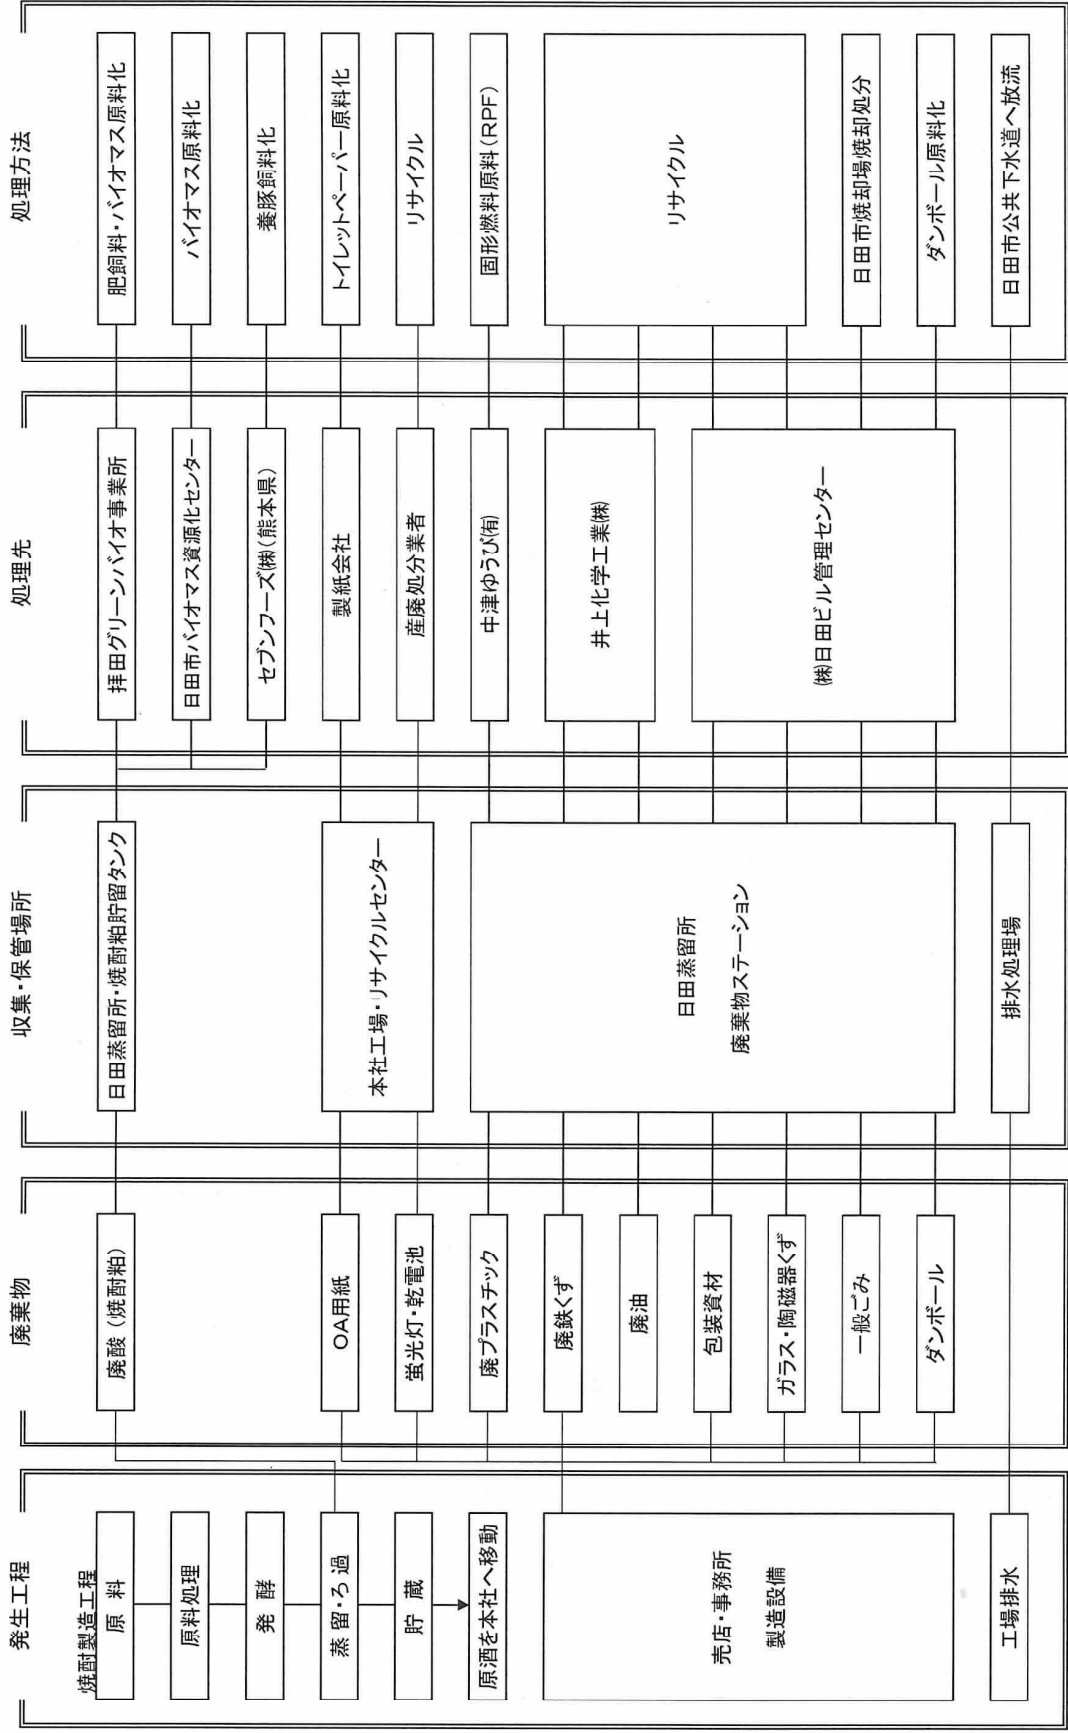 発生工程
焼酎製造工程
原 料
原料処理
発 酵
蒸留・ろ過
貯 蔵
原酒を本社へ移動
売店・事務所
製造設備
工場排水
廃棄物
廃酸（焼酎粕）
OA用紙
蛍光灯・乾電池
廃プラスチック
廃鉄くず
廃油
包装資材
ガラス・陶磁器くず
一般ごみ
ダンボール
収集・保管場所
日田蒸留所・焼酎粕貯留タンク
本社工場・リサイクルセンター
日田蒸留所
廃棄物ステーション
排水処理場
処理先
拝田グリーンバイオ事業所
日田市バイオマス資源化センター
セブンフーズ㈱（熊本県）
製紙会社
産廃処分業者
中津ゆうび㈲
井上化学工業㈱
㈱日田ビル管理センター
処理方法
肥飼料・バイオマス原料化
バイオマス原料化
養豚飼料化
トイレットペーパー原料化
リサイクル
固形燃料原料（RPF）
リサイクル
日田市焼却場焼却処分
ダンボール原料化
日田市公共下水道へ放流